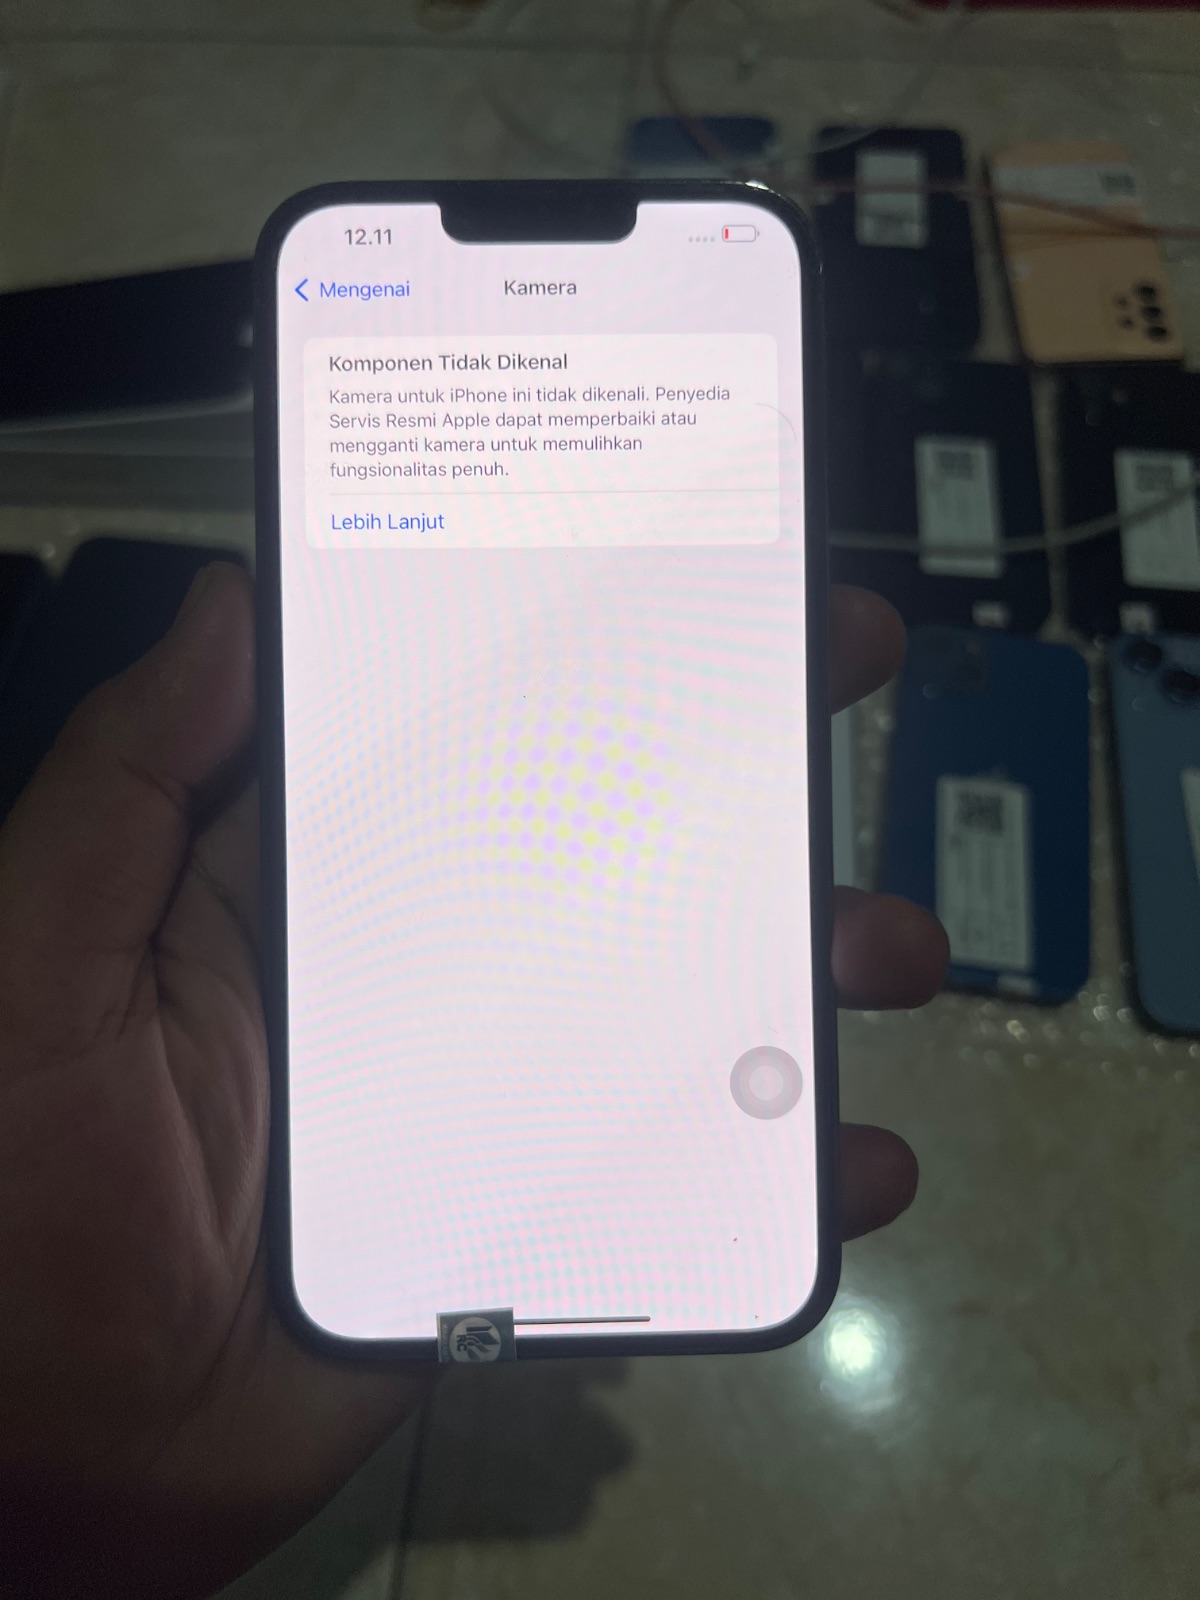 12.11
Mengenai
Kamera
Komponen Tidak Dikenal
Kamera untuk iPhone ini tidak dikenali. Penyedia
Servis Resmi Apple dapat memperbaiki atau
mengganti kamera untuk memulihkan
fungsionalitas penuh.
Lebih Lanjut
RC